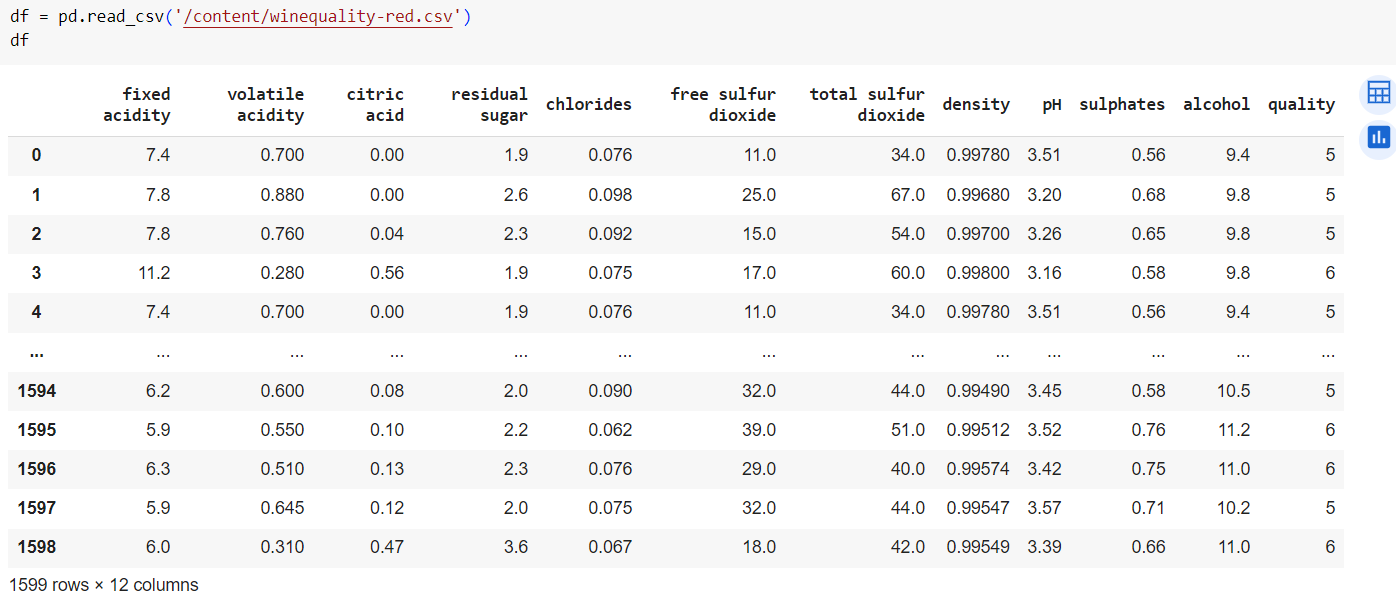 df = pd.read_csv('/content/winequality-red.csv')
df
fixed acidity volatile acidity citric acid residual sugar chlorides free sulfur dioxide total sulfur dioxide density pH sulphates alcohol quality
0 7.4 0.700 0.00 1.9 0.076 11.0 34.0 0.99780 3.51 0.56 9.4 5
1 7.8 0.880 0.00 2.6 0.098 25.0 67.0 0.99680 3.20 0.68 9.8 5
2 7.8 0.760 0.04 2.3 0.092 15.0 54.0 0.99700 3.26 0.65 9.8 5
3 11.2 0.280 0.56 1.9 0.075 17.0 60.0 0.99800 3.16 0.58 9.8 6
4 7.4 0.700 0.00 1.9 0.076 11.0 34.0 0.99780 3.51 0.56 9.4 5
... ... ... ... ... ... ... ... ... ... ... ... ...
1594 6.2 0.600 0.08 2.0 0.090 32.0 44.0 0.99490 3.45 0.58 10.5 5
1595 5.9 0.550 0.10 2.2 0.062 39.0 51.0 0.99512 3.52 0.76 11.2 6
1596 6.3 0.510 0.13 2.3 0.076 29.0 40.0 0.99574 3.42 0.75 11.0 6
1597 5.9 0.645 0.12 2.0 0.075 32.0 44.0 0.99547 3.57 0.71 10.2 5
1598 6.0 0.310 0.47 3.6 0.067 18.0 42.0 0.99549 3.39 0.66 11.0 6
1599 rows × 12 columns